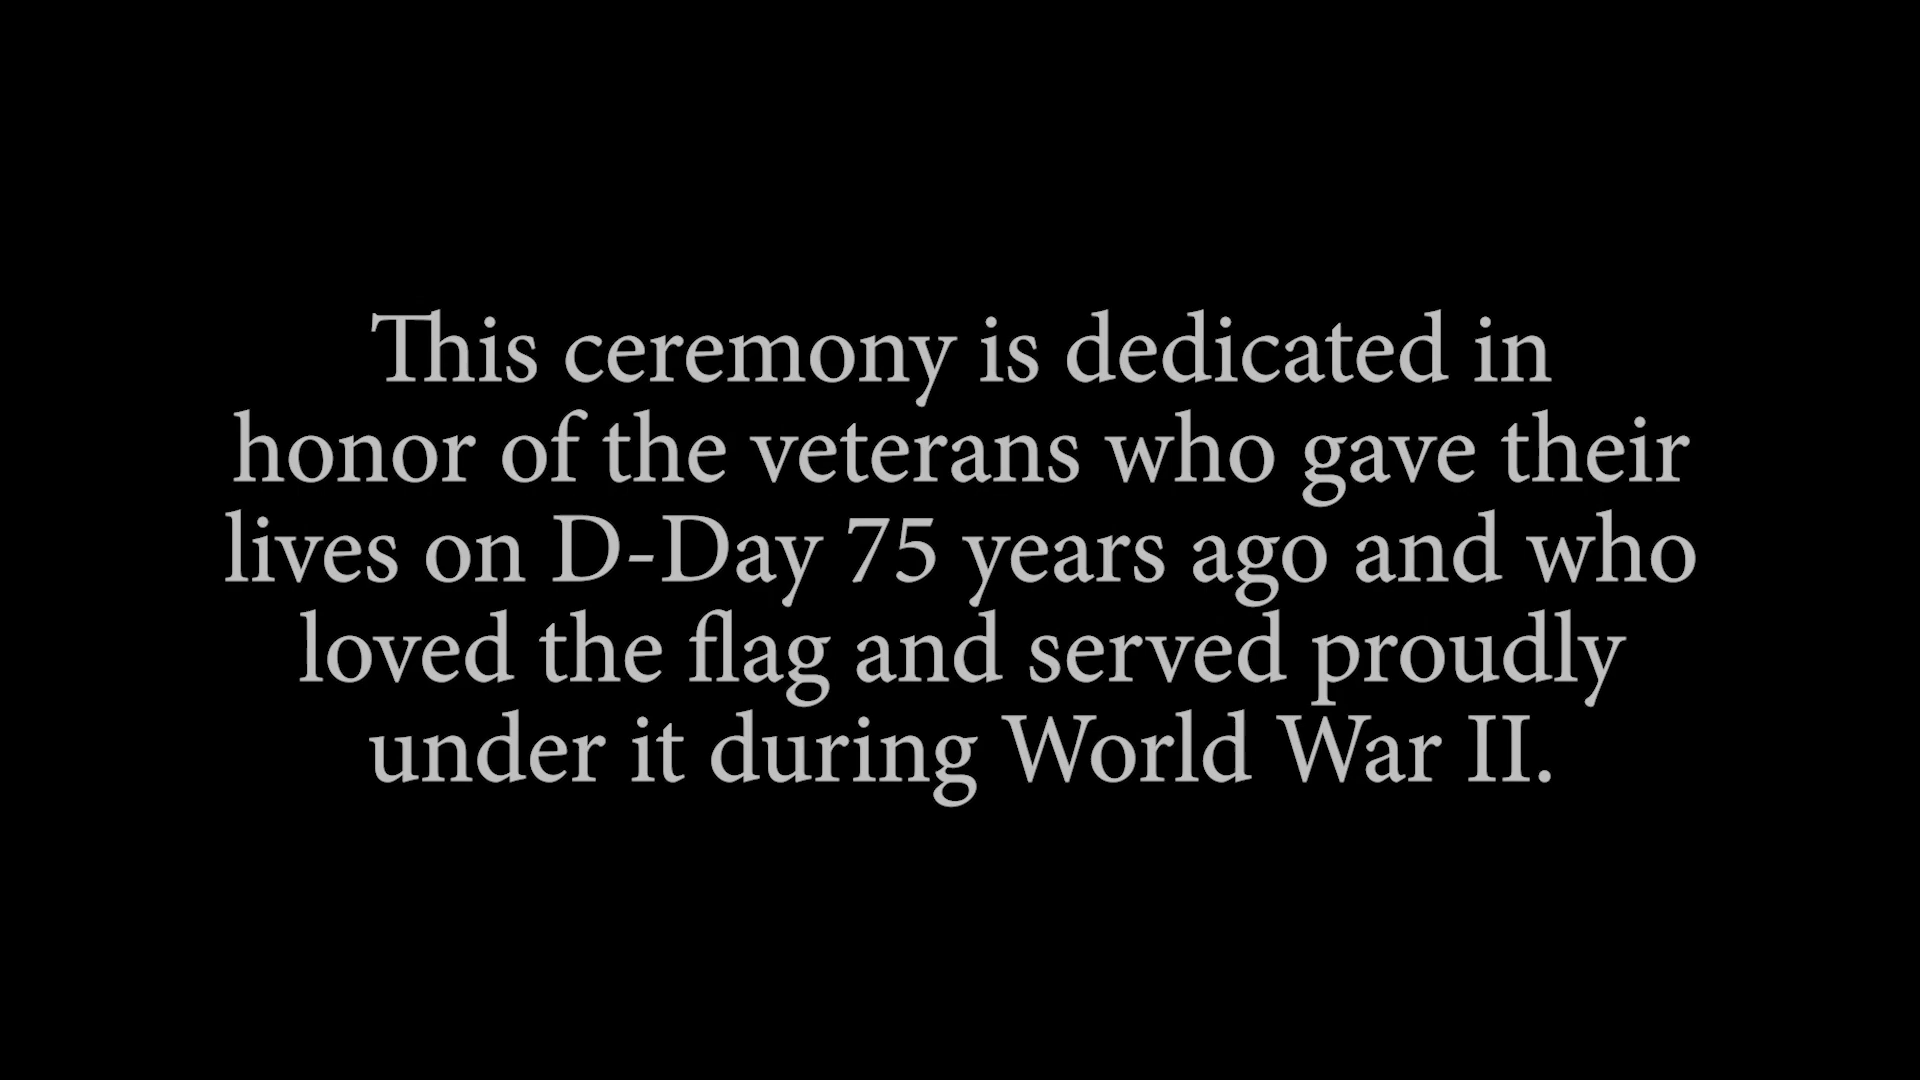 This ceremony is dedicated in
honor of the veterans who gave their
lives on D-Day 75 years ago and who
loved the flag and served proudly
under it during World War II.